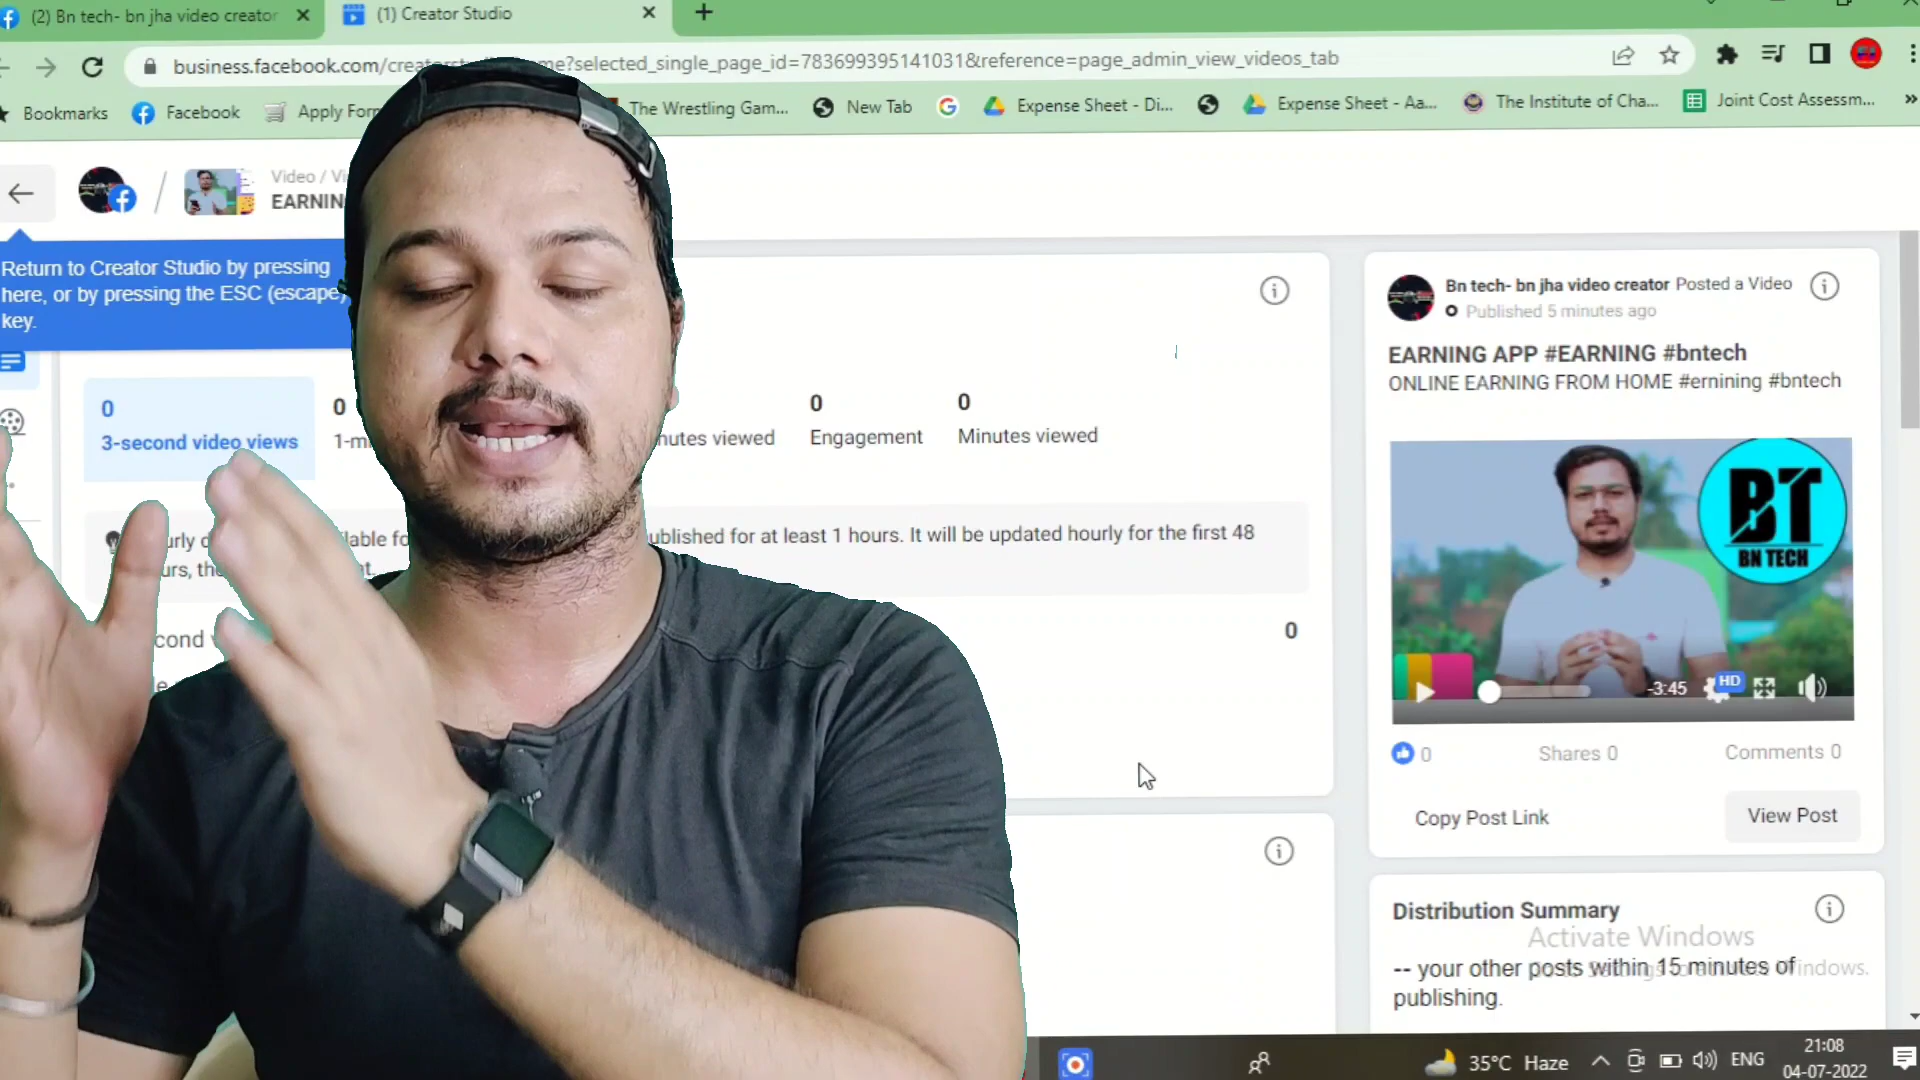 (2) Bn tech- bn jha video creator
(1) Creator Studio
business.facebook.com/
?selected_single_page_id=783699395141031&reference=page_admin_view_videos_tab
Bookmarks
Facebook
Apply
The Wrestling Gam...
New Tab
Expense Sheet - Di...
Expense Sheet - Aa...
The Institute of Cha...
Joint Cost Assessm...
Video /
EARNIN
Return to Creator Studio by pressing
here, or by pressing the ESC (escape)
key.
0
3-second video views
0
0
Engagement
0
Minutes viewed
nutes viewed
ublished for at least 1 hours. It will be updated hourly for the first 48
0
Bn tech- bn jha video creator Posted a Video
Published 5 minutes ago
EARNING APP #EARNING #bntech
ONLINE EARNING FROM HOME #ernining #bntech
BT
BN TECH
-3:45
HD
0
Shares 0
Comments 0
Copy Post Link
View Post
Distribution Summary
Activate Windows
-- your other posts within 15 minutes of
publishing.
35°C Haze
ENG
21:08
04-07-2022